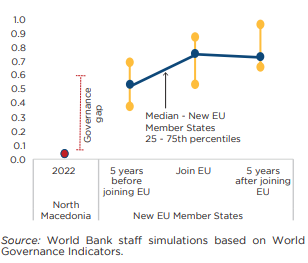 1.0
0.9
0.8
0.7
0.6
0.5
0.4
0.3
0.2
0.1
0.0
Governance
gap
Median - New EU
Member States
25 - 75th percentiles
2022
5 years
before
joining EU
Join EU
5 years
after joining
EU
North
Macedonia
New EU Member States
Source: World Bank staff simulations based on World
Governance Indicators.